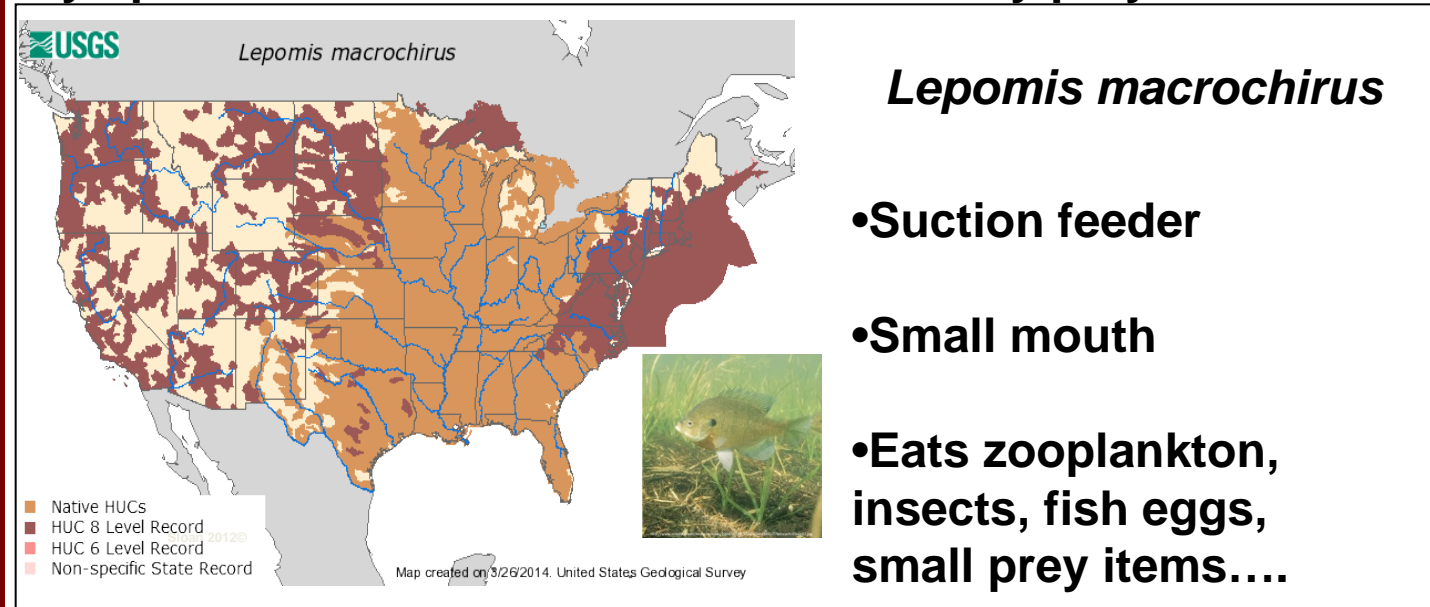 USGS
Lepomis macrochirus
Native HUCs
HUC 8 Level Record
Sloan 2012©
HUC 6 Level Record
Non-specific State Record
Map created on 3/26/2014. United States Geological Survey
Lepomis macrochirus
•Suction feeder
•Small mouth
•Eats zooplankton,
insects, fish eggs,
small prey items….